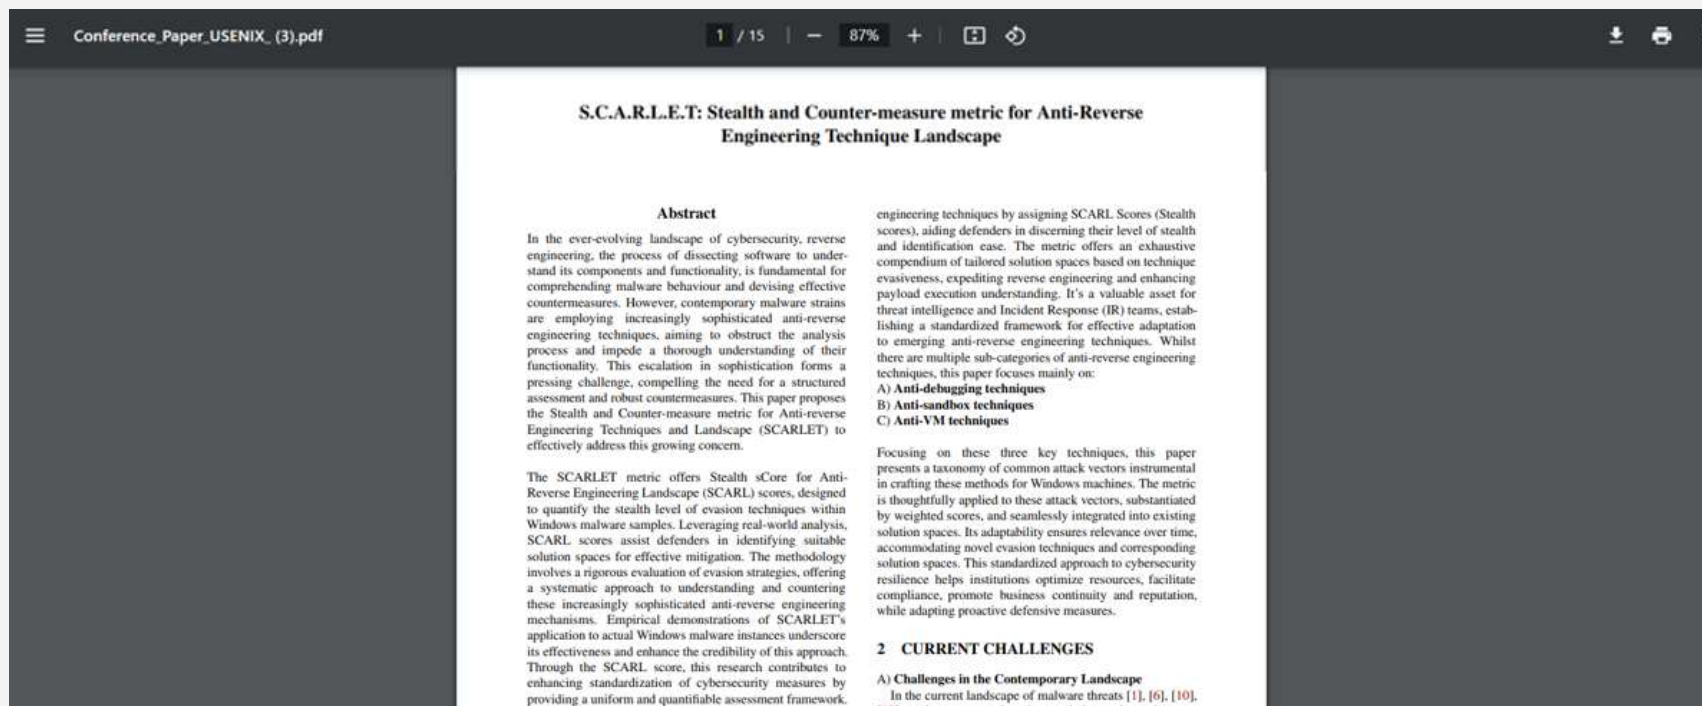 Conference_Paper_USENIX_ (3).pdf
1 / 15
87%
S.C.A.R.L.E.T: Stealth and Counter-measure metric for Anti-Reverse
Engineering Technique Landscape
Abstract
In the ever-evolving landscape of cybersecurity, reverse
engineering, the process of dissecting software to under-
stand its components and functionality, is fundamental for
comprehending malware behaviour and devising effective
countermeasures. However, contemporary malware strains
are employing increasingly sophisticated anti-reverse
engineering techniques, aiming to obstruct the analysis
process and impede a thorough understanding of their
functionality. This escalation in sophistication forms a
pressing challenge, compelling the need for a structured
assessment and robust countermeasures. This paper proposes
the Stealth and Counter-measure metric for Anti-reverse
Engineering Techniques and Landscape (SCARLET) to
effectively address this growing concern.
The SCARLET metric offers Stealth sCore for Anti-
Reverse Engineering Landscape (SCARL) scores, designed
to quantify the stealth level of evasion techniques within
Windows malware samples. Leveraging real-world analysis,
SCARL scores assist defenders in identifying suitable
solution spaces for effective mitigation. The methodology
involves a rigorous evaluation of evasion strategies, offering
a systematic approach to understanding and countering
these increasingly sophisticated anti-reverse engineering
mechanisms. Empirical demonstrations of SCARLET's
application to actual Windows malware instances underscore
its effectiveness and enhance the credibility of this approach.
Through the SCARL score, this research contributes to
enhancing standardization of cybersecurity measures by
providing a uniform and quantifiable assessment framework.
engineering techniques by assigning SCARL Scores (Stealth
scores), aiding defenders in discerning their level of stealth
and identification ease. The metric offers an exhaustive
compendium of tailored solution spaces based on technique
evasiveness, expediting reverse engineering and enhancing
payload execution understanding. It's a valuable asset for
threat intelligence and Incident Response (IR) teams, estab-
lishing a standardized framework for effective adaptation
to emerging anti-reverse engineering techniques. Whilst
there are multiple sub-categories of anti-reverse engineering
techniques, this paper focuses mainly on:
A) Anti-debugging techniques
B) Anti-sandbox techniques
C) Anti-VM techniques
Focusing on these three key techniques, this paper
presents a taxonomy of common attack vectors instrumental
in crafting these methods for Windows machines. The metric
is thoughtfully applied to these attack vectors, substantiated
by weighted scores, and seamlessly integrated into existing
solution spaces. Its adaptability ensures relevance over time,
accommodating novel evasion techniques and corresponding
solution spaces. This standardized approach to cybersecurity
resilience helps institutions optimize resources, facilitate
compliance, promote business continuity and reputation,
while adapting proactive defensive measures.
2 CURRENT CHALLENGES
A) Challenges in the Contemporary Landscape
In the current landscape of malware threats [1], [6], [10],